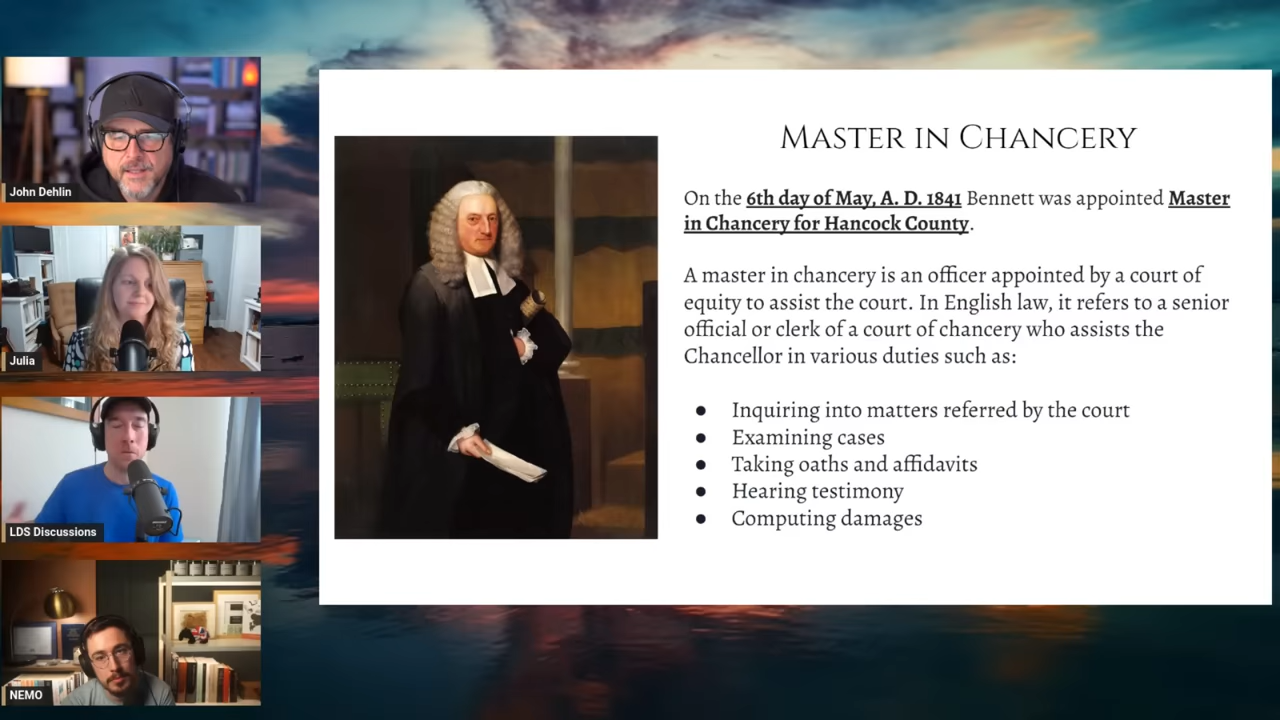 John Dehlin
Julia
LDS Discussions
NEMO
Master in Chancery
On the 6th day of May, A. D. 1841 Bennett was appointed Master
in Chancery for Hancock County.
A master in chancery is an officer appointed by a court of
equity to assist the court. In English law, it refers to a senior
official or clerk of a court of chancery who assists the
Chancellor in various duties such as:
● Inquiring into matters referred by the court
● Examining cases
● Taking oaths and affidavits
● Hearing testimony
● Computing damages